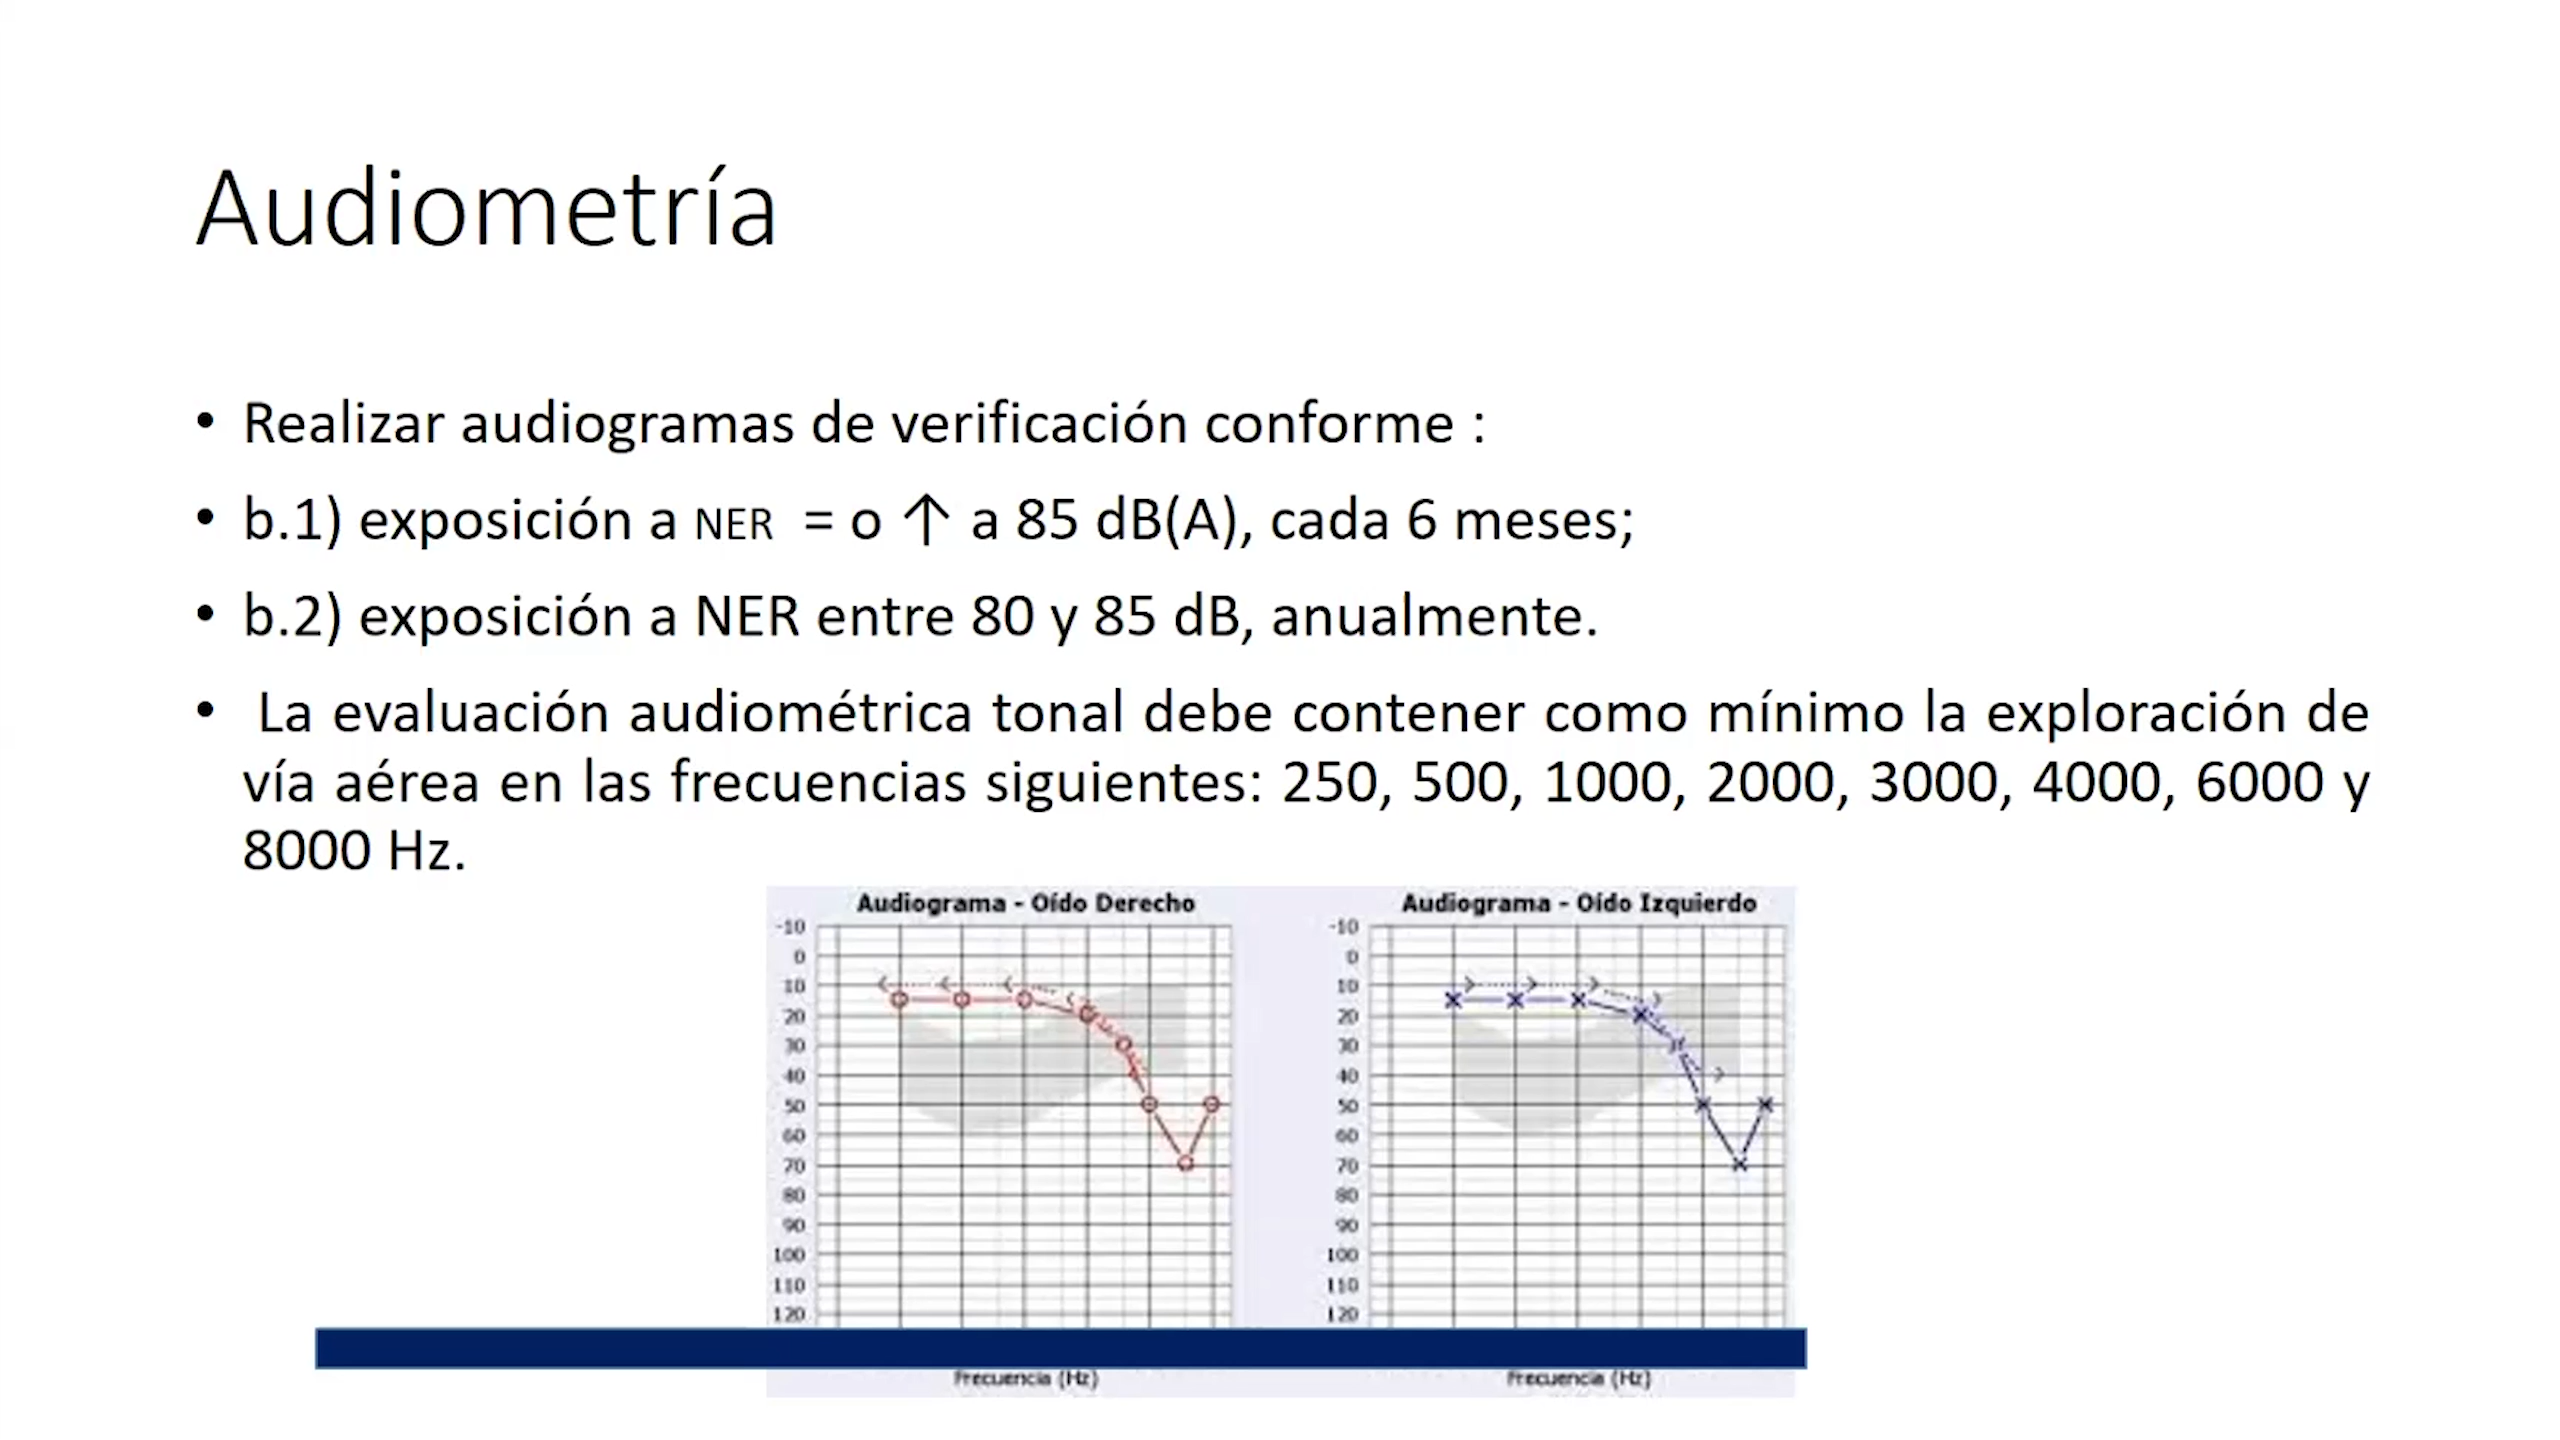 Audiometría
• Realizar audiogramas de verificación conforme :
• b.1) exposición a NER = o ↑ a 85 dB(A), cada 6 meses;
• b.2) exposición a NER entre 80 y 85 dB, anualmente.
• La evaluación audiométrica tonal debe contener como mínimo la exploración de
vía aérea en las frecuencias siguientes: 250, 500, 1000, 2000, 3000, 4000, 6000 y
8000 Hz.
Audiograma - Oído Derecho
-10
0
10
20
30
40
50
60
70
80
90
100
110
120
Frecuencia (Hz)
Audiograma - Oído Izquierdo
-10
0
10
20
30
40
50
60
70
80
90
100
110
120
Frecuencia (Hz)